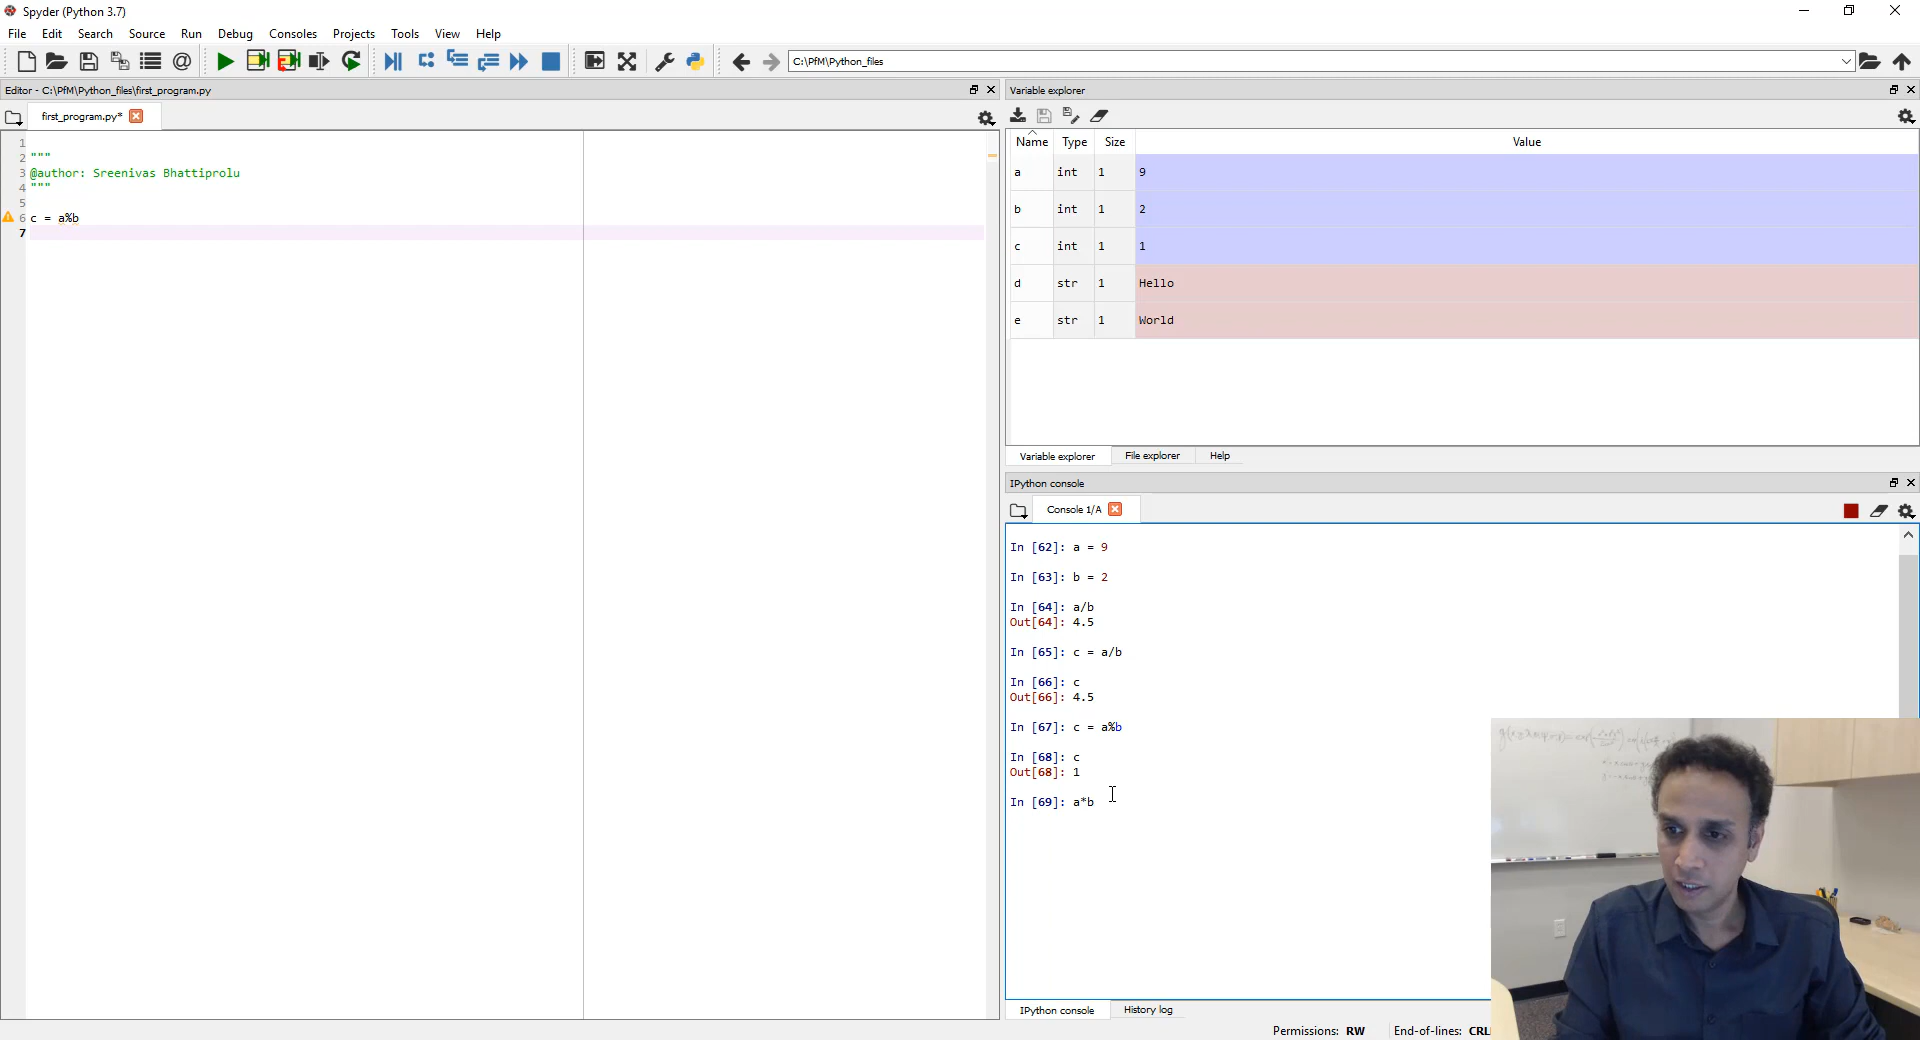 Spyder (Python 3.7)
File Edit Search Source Run Debug Consoles Projects Tools View Help
C:\PfM\Python_files
Editor - C:\PfM\Python_files\first_program.py
first_program.py*
1
2 """
3 @author: Sreenivas Bhattiprolu
4 """
5
6 c = a%b
7
Variable explorer
Name Type Size Value
a int 1 9
b int 1 2
c int 1 1
d str 1 Hello
e str 1 World
Variable explorer File explorer Help
IPython console
Console 1/A
In [62]: a = 9
In [63]: b = 2
In [64]: a/b
Out[64]: 4.5
In [65]: c = a/b
In [66]: c
Out[66]: 4.5
In [67]: c = a%b
In [68]: c
Out[68]: 1
In [69]: a*b
IPython console History log
Permissions: RW End-of-lines: CRL